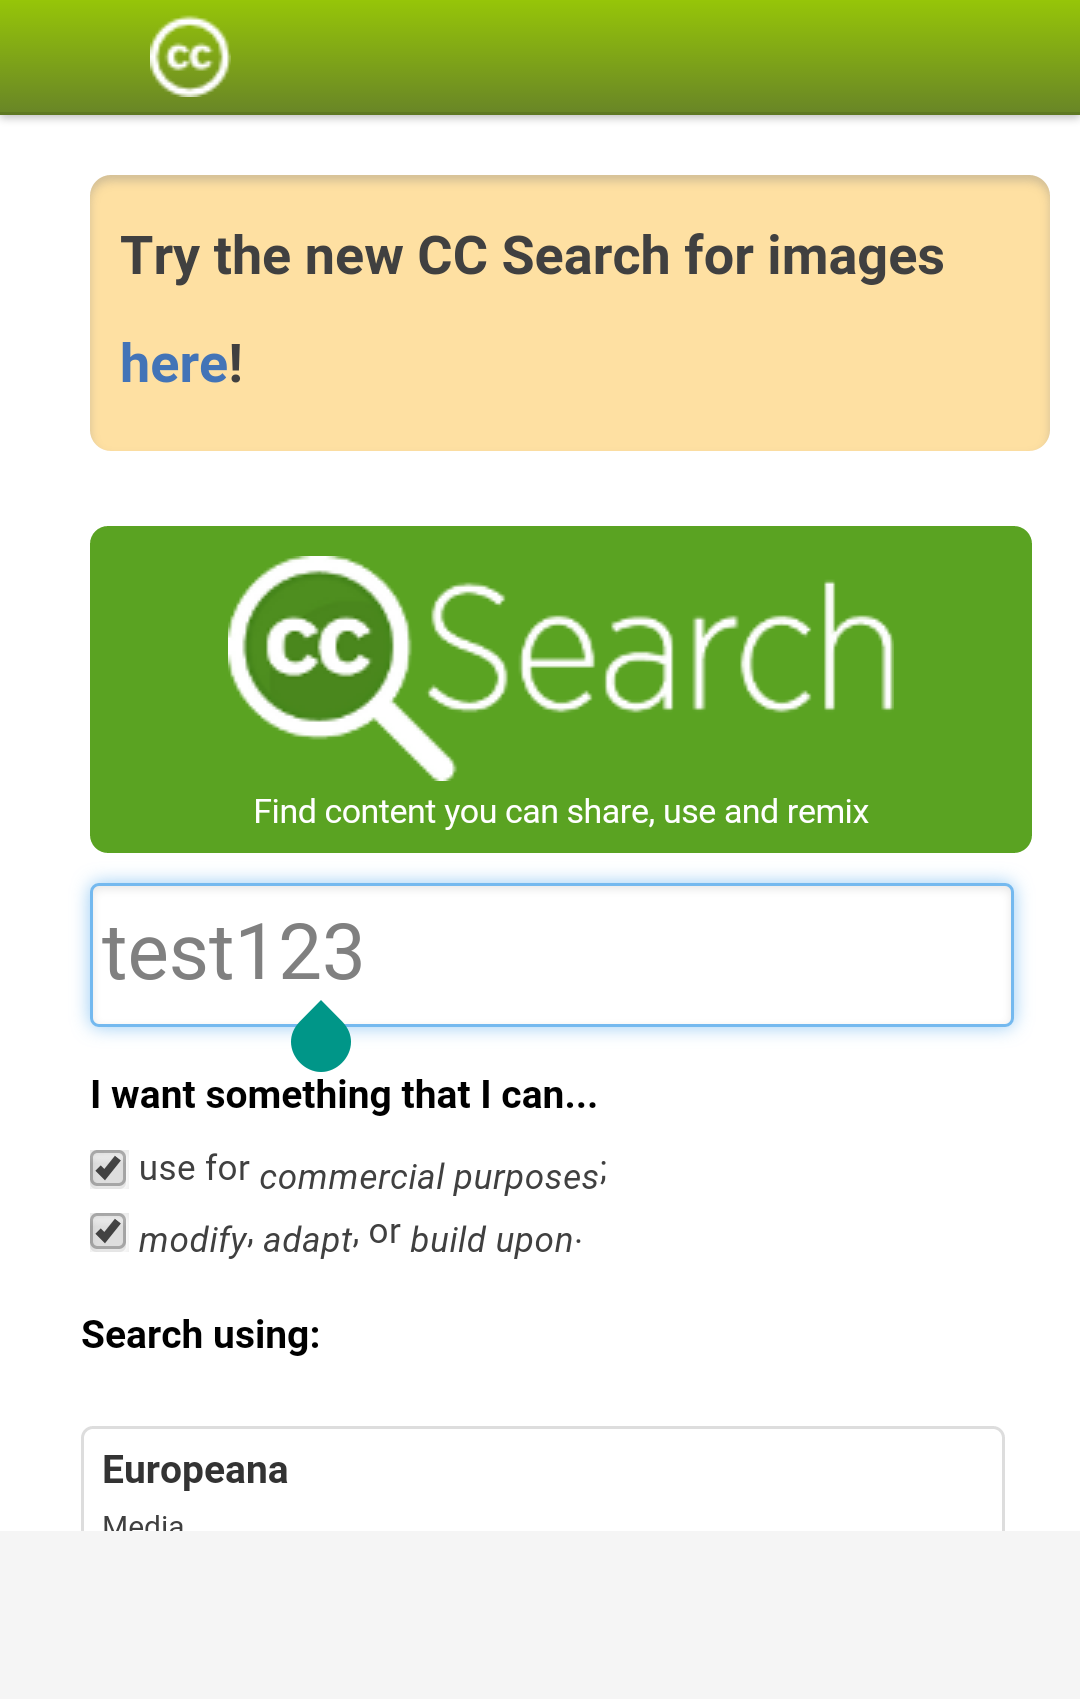 cc
Try the new CC Search for images
here!
cc Search
Find content you can share, use and remix
test123
I want something that I can...
use for commercial purposes;
modify, adapt, or build upon.
Search using:
Europeana
Media